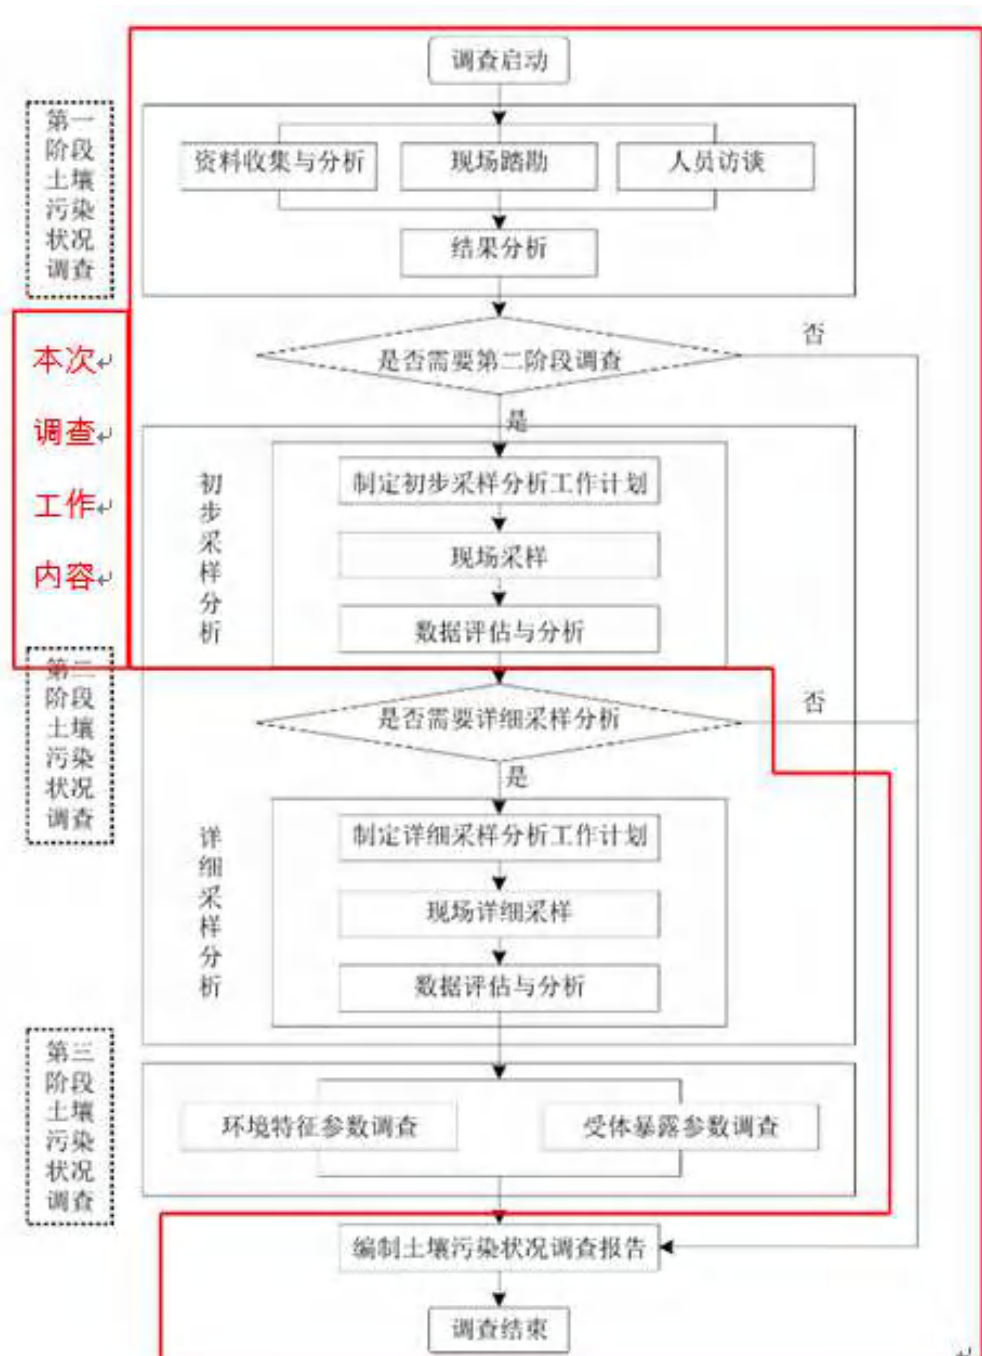 调查启动
第一
阶段
土壤
污染
状况
调查
资料收集与分析
现场踏勘
人员访谈
结果分析
是否需要第二阶段调查
否
是
本次
调查
工作
内容
初
步
采
样
分
析
制定初步采样分析工作计划
现场采样
数据评估与分析
第二
阶段
土壤
污染
状况
调查
是否需要详细采样分析
否
是
详
细
采
样
分
析
制定详细采样分析工作计划
现场详细采样
数据评估与分析
第三
阶段
土壤
污染
状况
调查
环境特征参数调查
受体暴露参数调查
编制土壤污染状况调查报告
调查结束